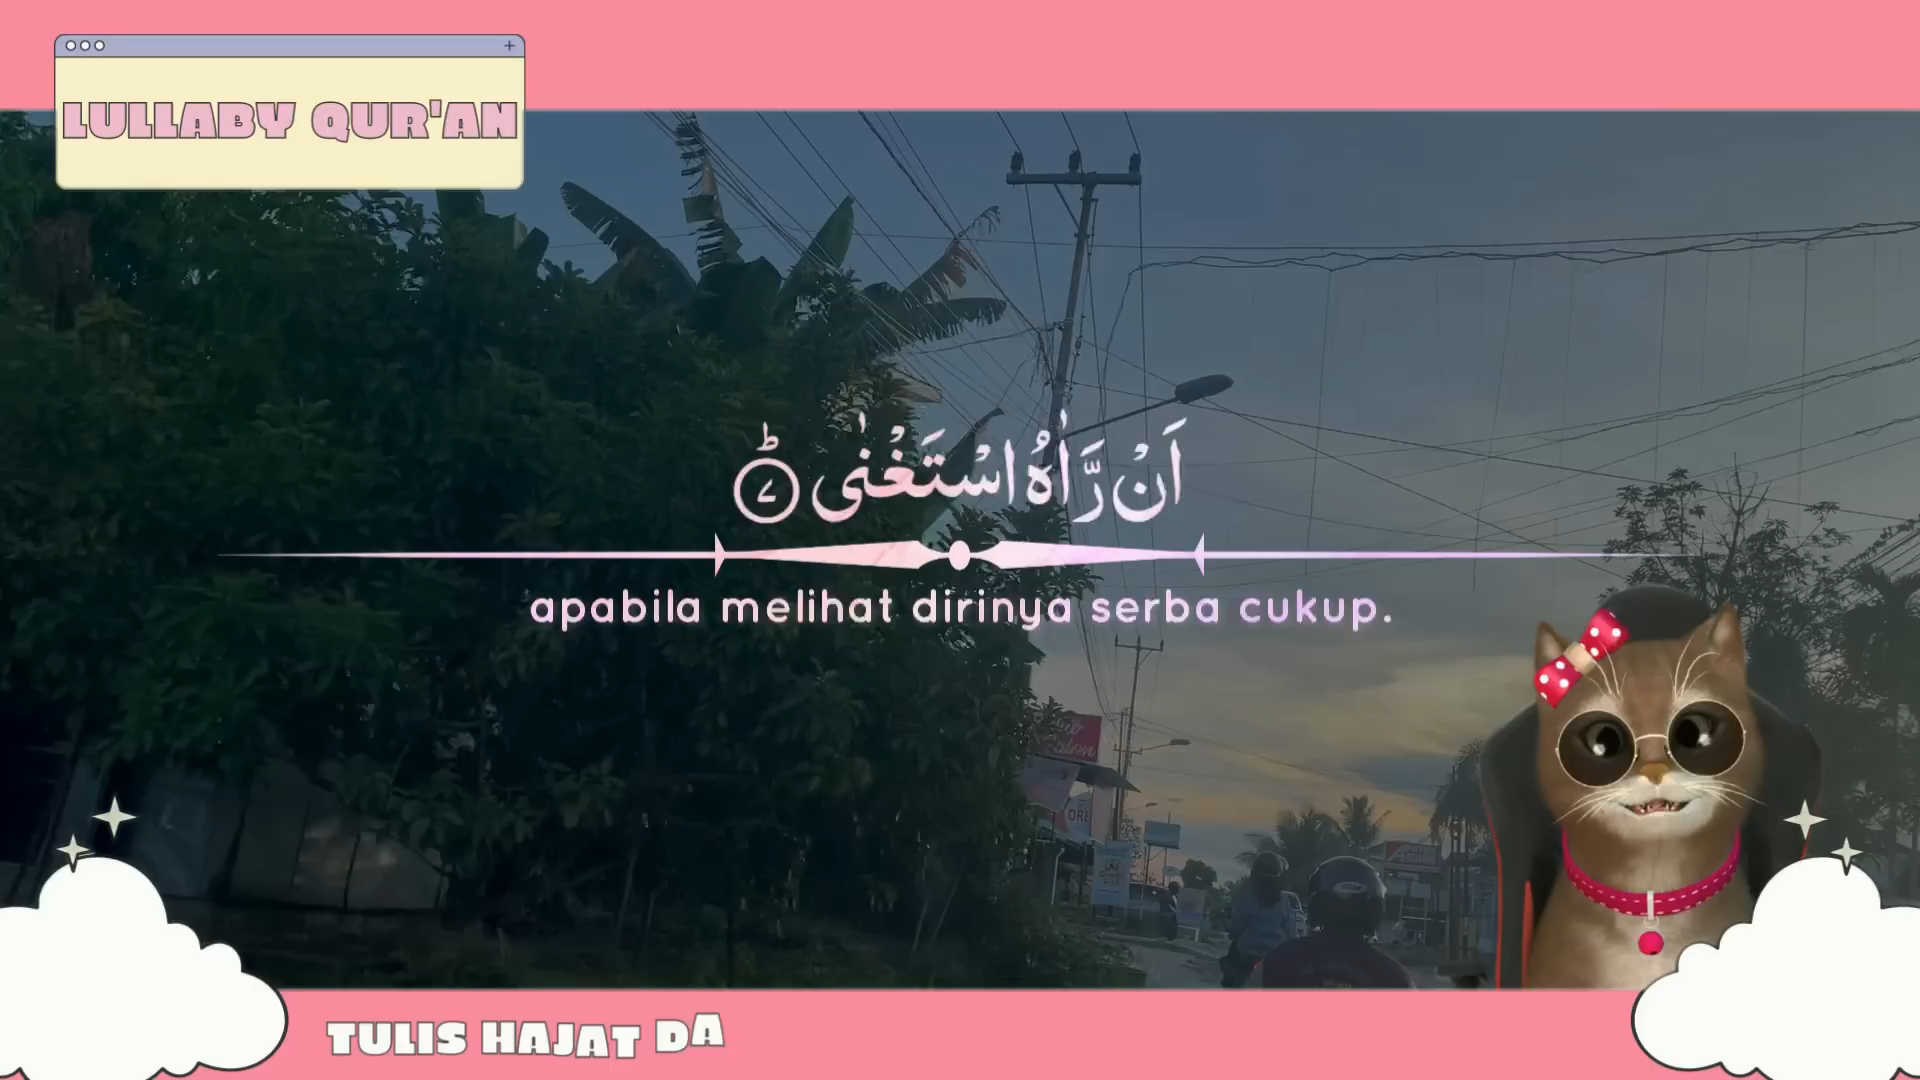 LULLABY QUR'AN
اَنْ رَّاٰهُ اسْتَغْنٰىۗ ٧
apabila melihat dirinya serba cukup.
TULIS HAJAT DA